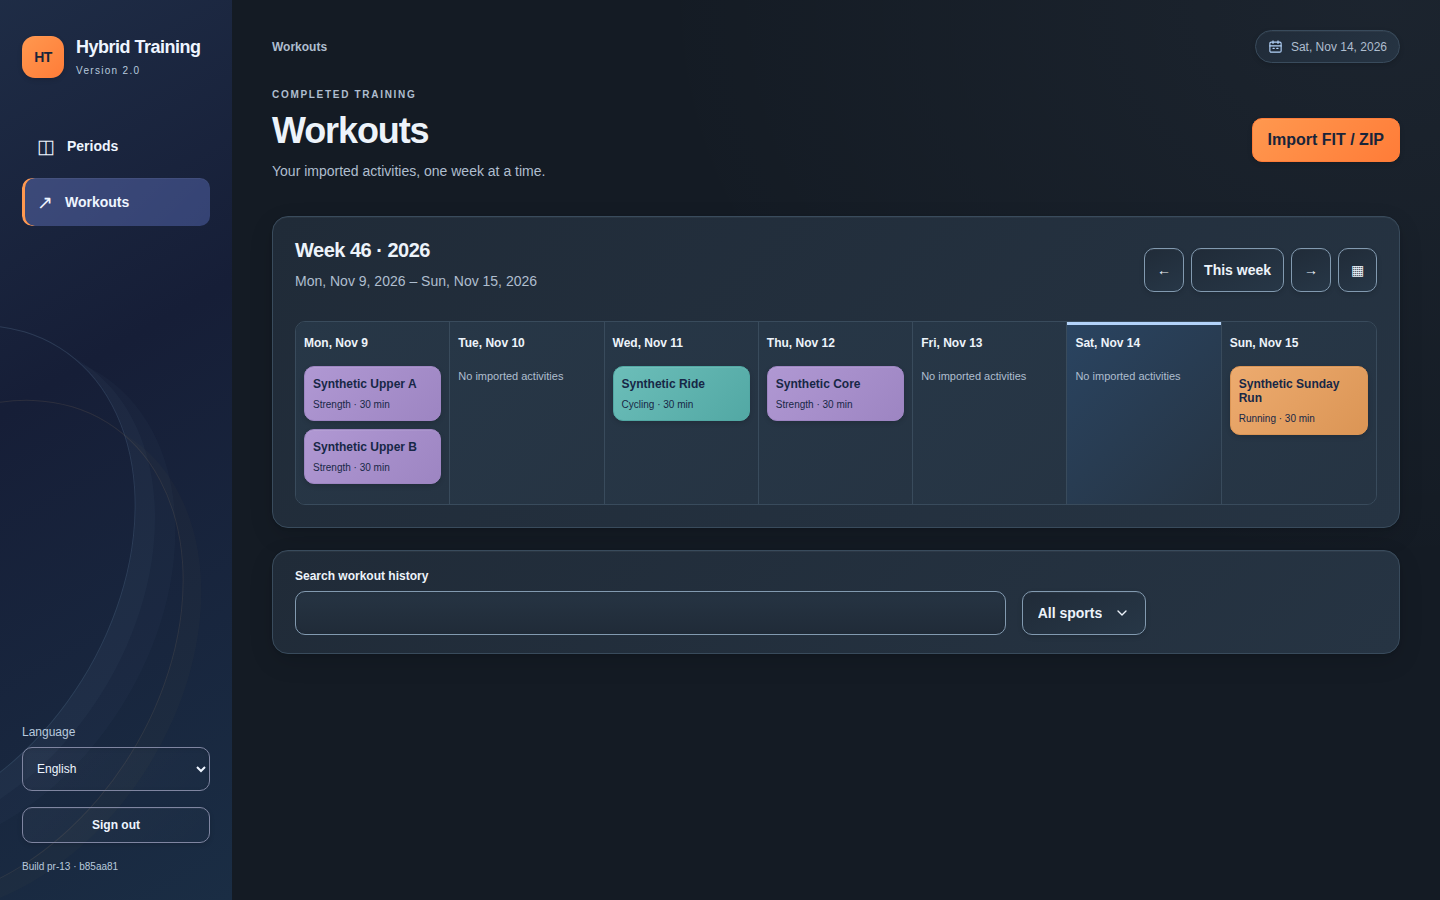 HT
Hybrid Training
Version 2.0
Periods
Workouts
Language
English
Sign out
Build pr-13 · b85aa81
Workouts
Sat, Nov 14, 2026
COMPLETED TRAINING
Workouts
Your imported activities, one week at a time.
Import FIT / ZIP
Week 46 · 2026
Mon, Nov 9, 2026 – Sun, Nov 15, 2026
This week
Mon, Nov 9
Synthetic Upper A
Strength · 30 min
Synthetic Upper B
Strength · 30 min
Tue, Nov 10
No imported activities
Wed, Nov 11
Synthetic Ride
Cycling · 30 min
Thu, Nov 12
Synthetic Core
Strength · 30 min
Fri, Nov 13
No imported activities
Sat, Nov 14
No imported activities
Sun, Nov 15
Synthetic Sunday
Run
Running · 30 min
Search workout history
All sports